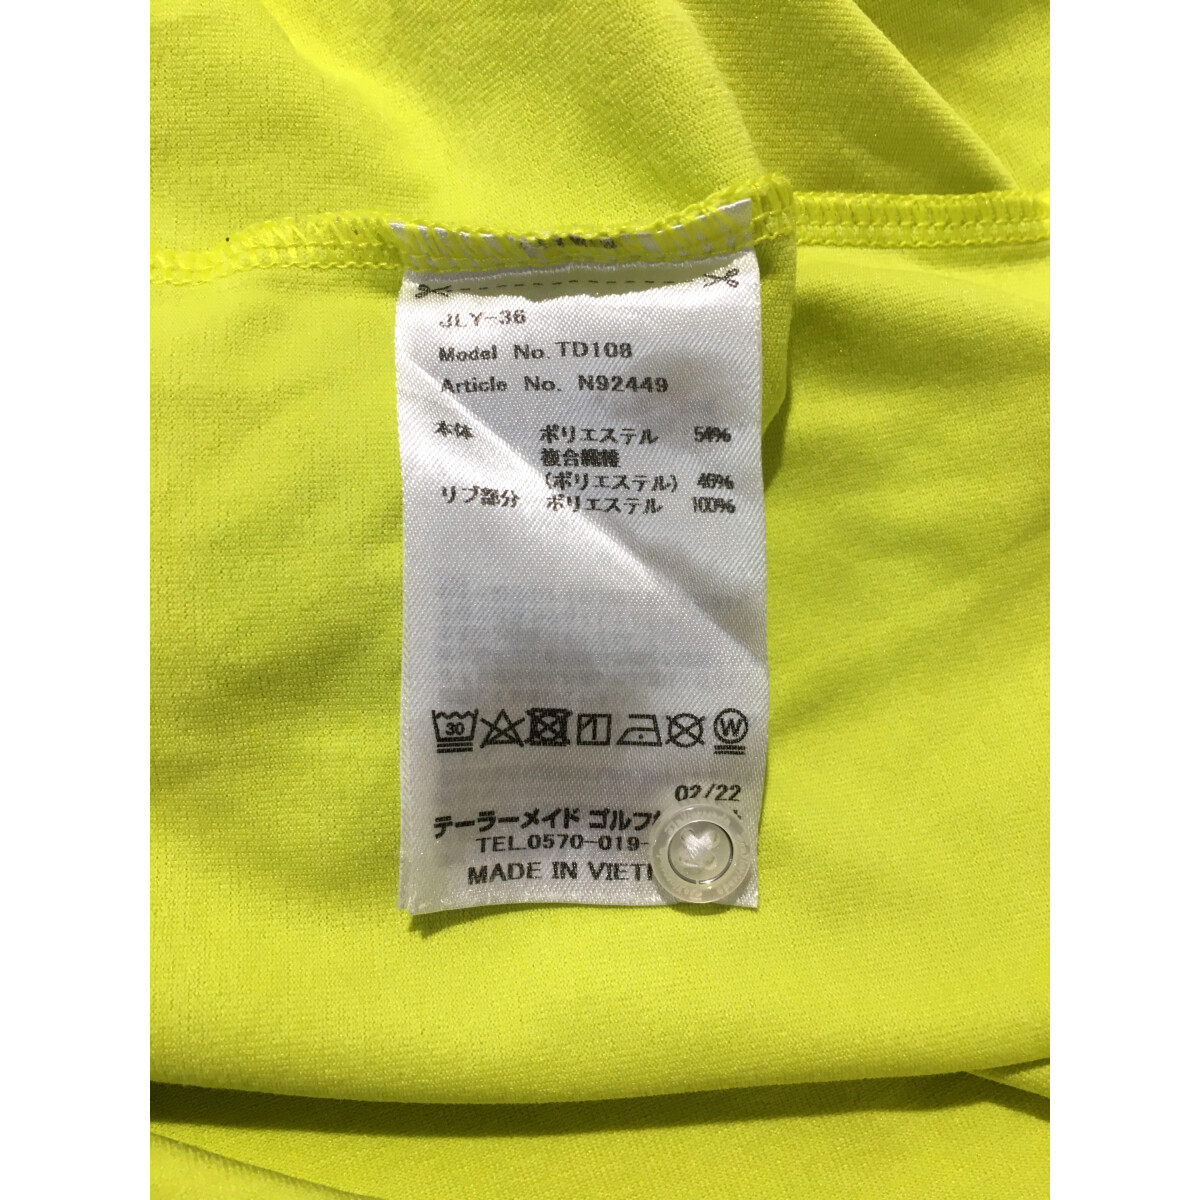 JLY-36
Model No. TD108
Article No. N92449
本体 ポリエステル 54%
複合繊維
(ポリエステル) 46%
リブ部分 ポリエステル 100%
30
W
02/22
テーラーメイド ゴルフ
TEL.0570-019-
MADE IN